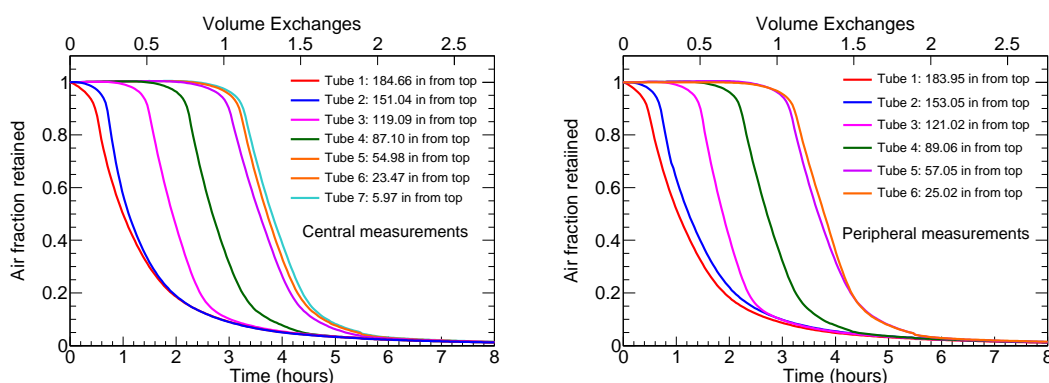 Volume Exchanges
0 0.5 1 1.5 2 2.5
Air fraction retained
1
0.8
0.6
0.4
0.2
0
Tube 1: 184.66 in from top
Tube 2: 151.04 in from top
Tube 3: 119.09 in from top
Tube 4: 87.10 in from top
Tube 5: 54.98 in from top
Tube 6: 23.47 in from top
Tube 7: 5.97 in from top
Central measurements
0 1 2 3 4 5 6 7 8
Time (hours)
Volume Exchanges
0 0.5 1 1.5 2 2.5
Air fraction retained
1
0.8
0.6
0.4
0.2
0
Tube 1: 183.95 in from top
Tube 2: 153.05 in from top
Tube 3: 121.02 in from top
Tube 4: 89.06 in from top
Tube 5: 57.05 in from top
Tube 6: 25.02 in from top
Peripheral measurements
0 1 2 3 4 5 6 7 8
Time (hours)